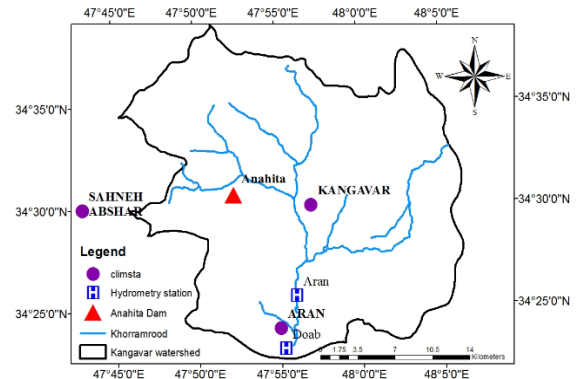 47°45'0"E 47°50'0"E 47°55'0"E 48°0'0"E 48°5'0"E
N
W E
S
34°35'0"N 34°35'0"N
Anahita
KANGAVAR
SAHNEH
ABSHAR
34°30'0"N 34°30'0"N
Legend
climsta
H Hydrometry station
Anahita Dam
Khorramrood
Kangavar watershed
Aran
H
ARAN
Doab
H
34°25'0"N 34°25'0"N
0 1.75 3.5 7 10.5 14
Kilometers
47°45'0"E 47°50'0"E 47°55'0"E 48°0'0"E 48°5'0"E